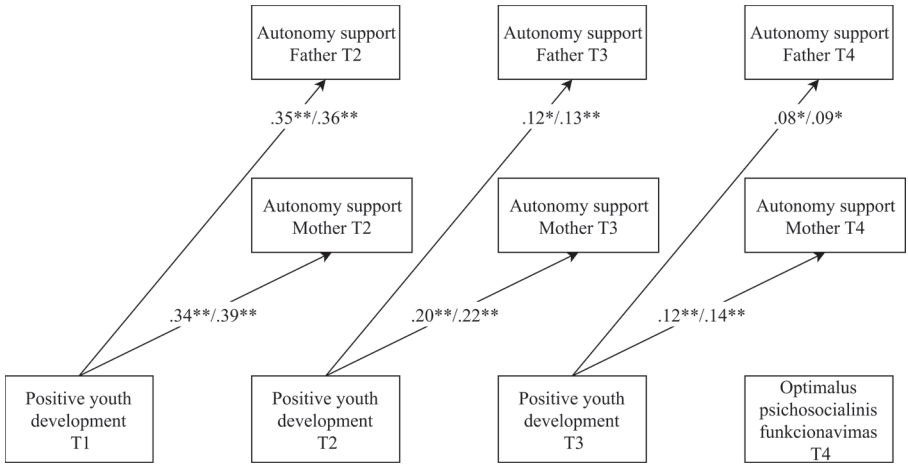 Autonomy support
Father T2
Autonomy support
Father T3
Autonomy support
Father T4
.35**/.36**
.12*/.13**
.08*/.09*
Autonomy support
Mother T2
Autonomy support
Mother T3
Autonomy support
Mother T4
.34**/.39**
.20**/.22**
.12**/.14**
Positive youth
development
T1
Positive youth
development
T2
Positive youth
development
T3
Optimalus
psichosocialinis
funkcionavimas
T4